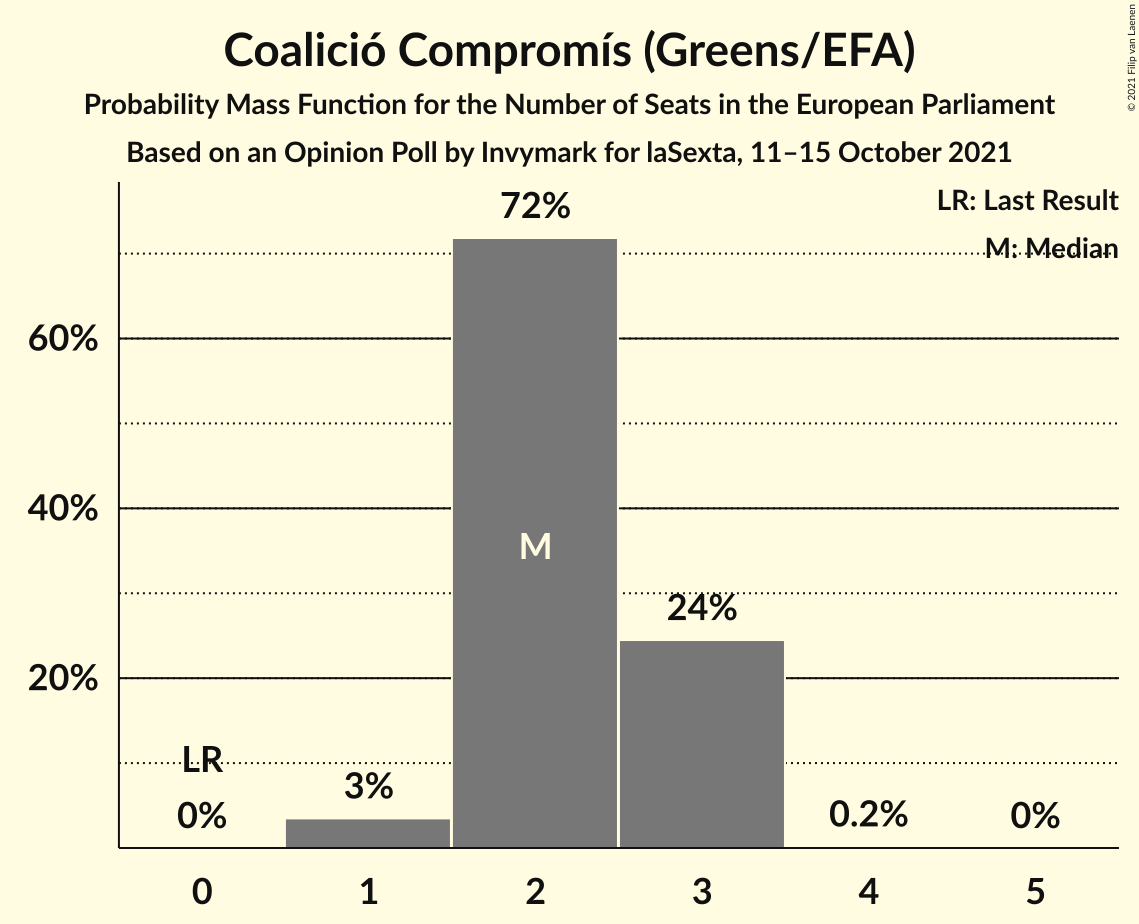 Coalició Compromís (Greens/EFA)
Probability Mass Function for the Number of Seats in the European Parliament
Based on an Opinion Poll by Invymark for laSexta, 11–15 October 2021
© 2021 Filip van Laenen
LR: Last Result
M: Median
72%
60%
40%
M
24%
20%
LR
3%
0%
0.2%
0%
0 1 2 3 4 5